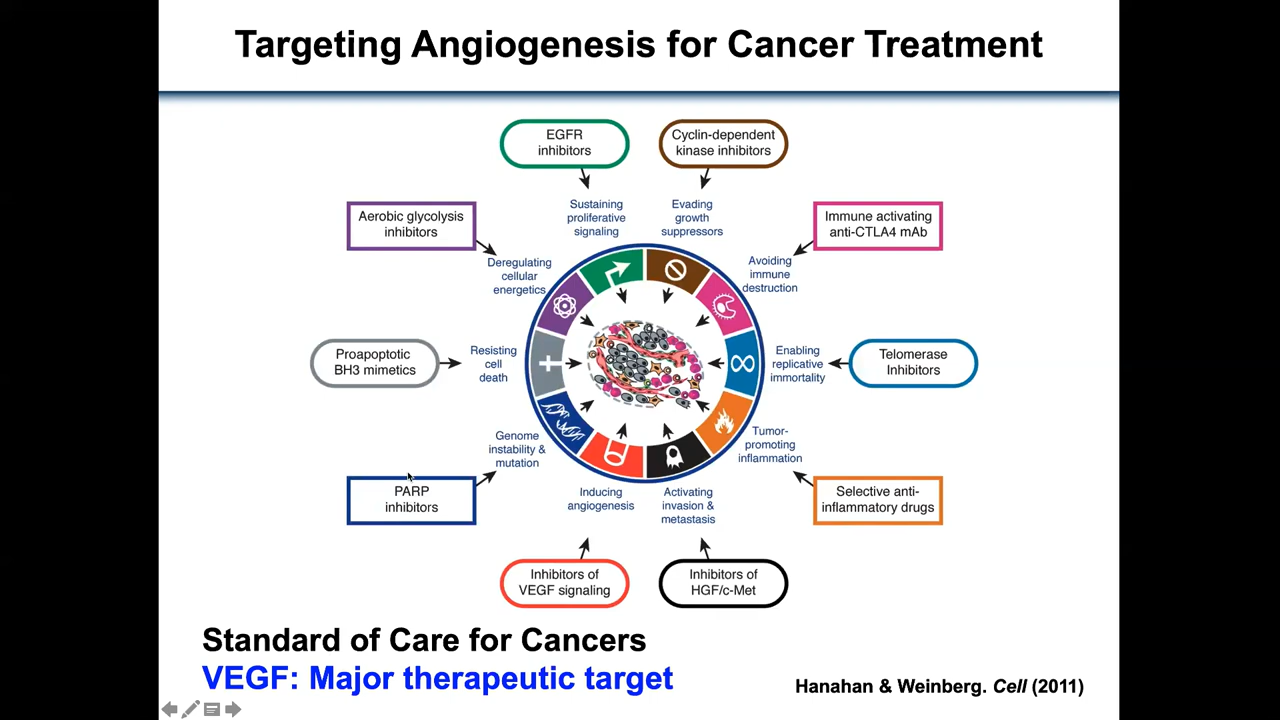 Targeting Angiogenesis for Cancer Treatment
EGFR
inhibitors
Cyclin-dependent
kinase inhibitors
Sustaining
proliferative
signaling
Evading
growth
suppressors
Aerobic glycolysis
inhibitors
Immune activating
anti-CTLA4 mAb
Deregulating
cellular
energetics
Avoiding
immune
destruction
Proapoptotic
BH3 mimetics
Resisting
cell
death
Enabling
replicative
immortality
Telomerase
Inhibitors
Genome
instability &
mutation
Tumor-
promoting
inflammation
PARP
inhibitors
Inducing
angiogenesis
Activating
invasion &
metastasis
Selective anti-
inflammatory drugs
Inhibitors of
VEGF signaling
Inhibitors of
HGF/c-Met
Standard of Care for Cancers
VEGF: Major therapeutic target
Hanahan & Weinberg. Cell (2011)